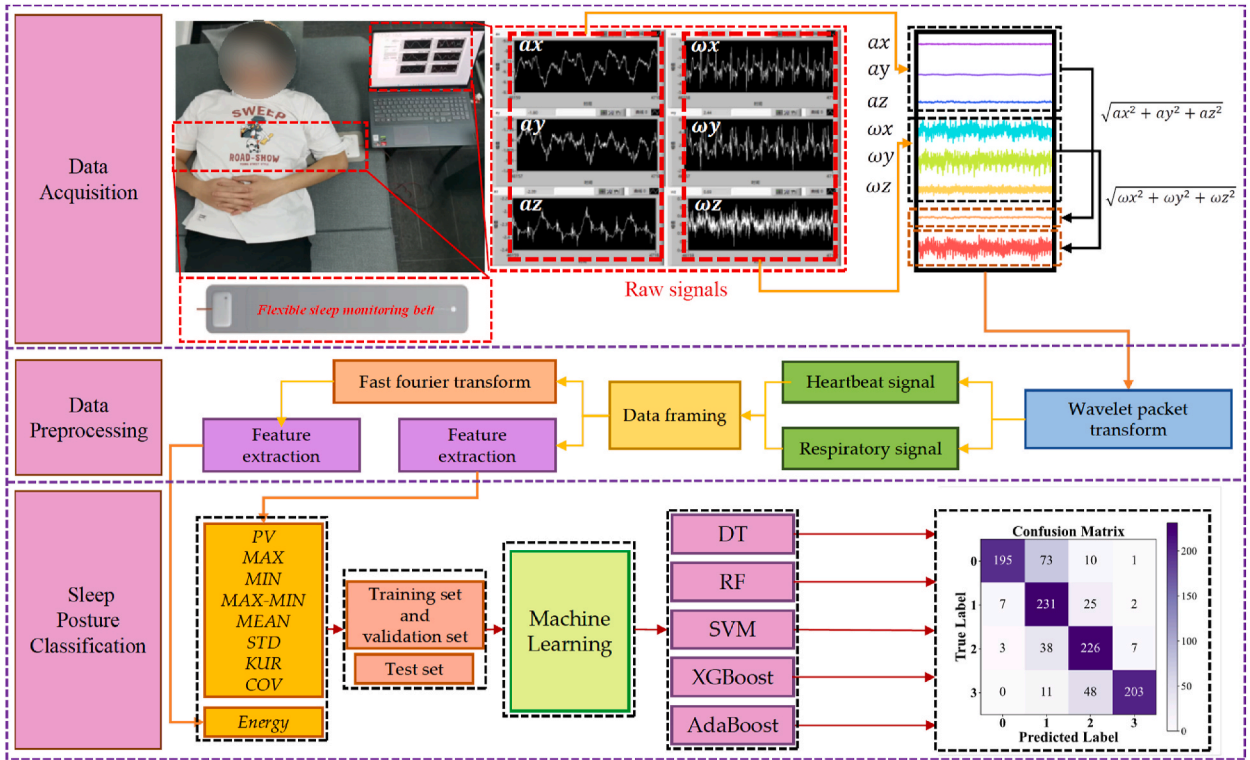 Data
Acquisition
SWEEP
ROAD-SHOW
Flexible sleep monitoring belt
ax
ay
az
ωx
ωy
ωz
Raw signals
ax
ay
az
ωx
ωy
ωz
√ax² + ay² + az²
√ωx² + ωy² + ωz²
Data
Preprocessing
Fast fourier transform
Feature
extraction
Feature
extraction
Data framing
Heartbeat signal
Respiratory signal
Wavelet packet
transform
Sleep
Posture
Classification
PV
MAX
MIN
MAX-MIN
MEAN
STD
KUR
COV
Energy
Training set
and
validation set
Test set
Machine
Learning
DT
RF
SVM
XGBoost
AdaBoost
Confusion Matrix
True Label
0 195 73 10 1
1 7 231 25 2
2 3 38 226 7
3 0 11 48 203
0 1 2 3
Predicted Label
200
150
100
50
0